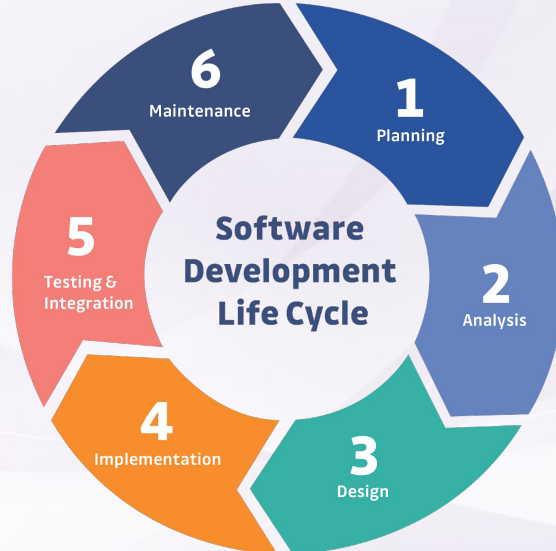 Software
Development
Life Cycle
1
Planning
2
Analysis
3
Design
4
Implementation
5
Testing &
Integration
6
Maintenance